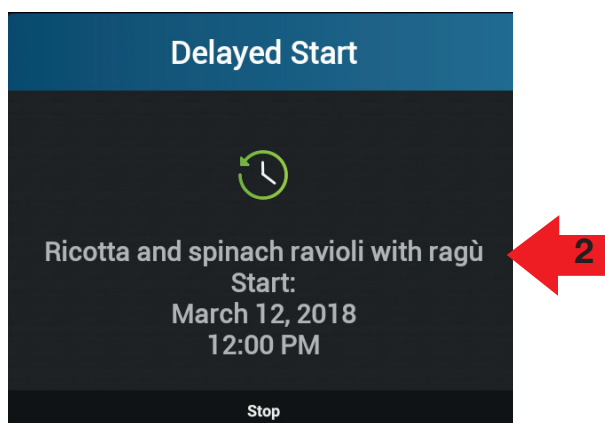 Delayed Start
Ricotta and spinach ravioli with ragù
2
Start:
March 12, 2018
12:00 PM
Stop